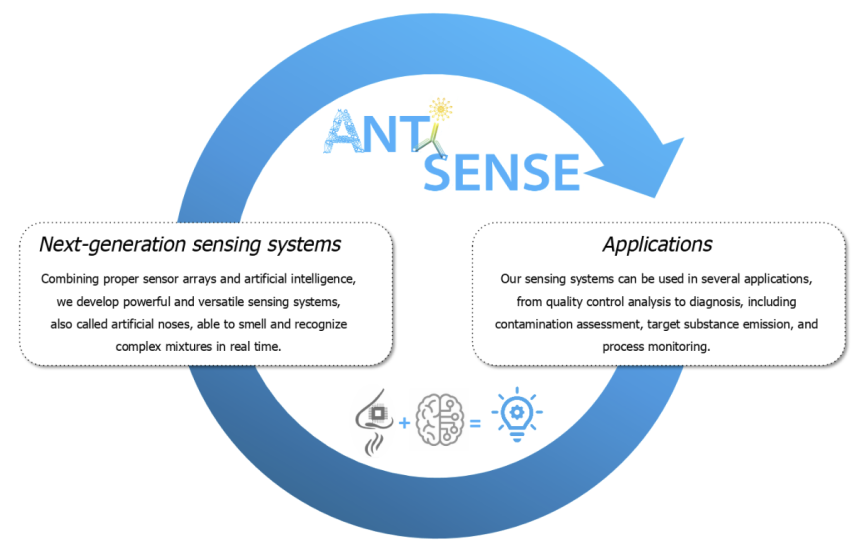 ANTI
SENSE
Next-generation sensing systems
Combining proper sensor arrays and artificial intelligence,
we develop powerful and versatile sensing systems,
also called artificial noses, able to smell and recognize
complex mixtures in real time.
Applications
Our sensing systems can be used in several applications,
from quality control analysis to diagnosis, including
contamination assessment, target substance emission, and
process monitoring.
+ =